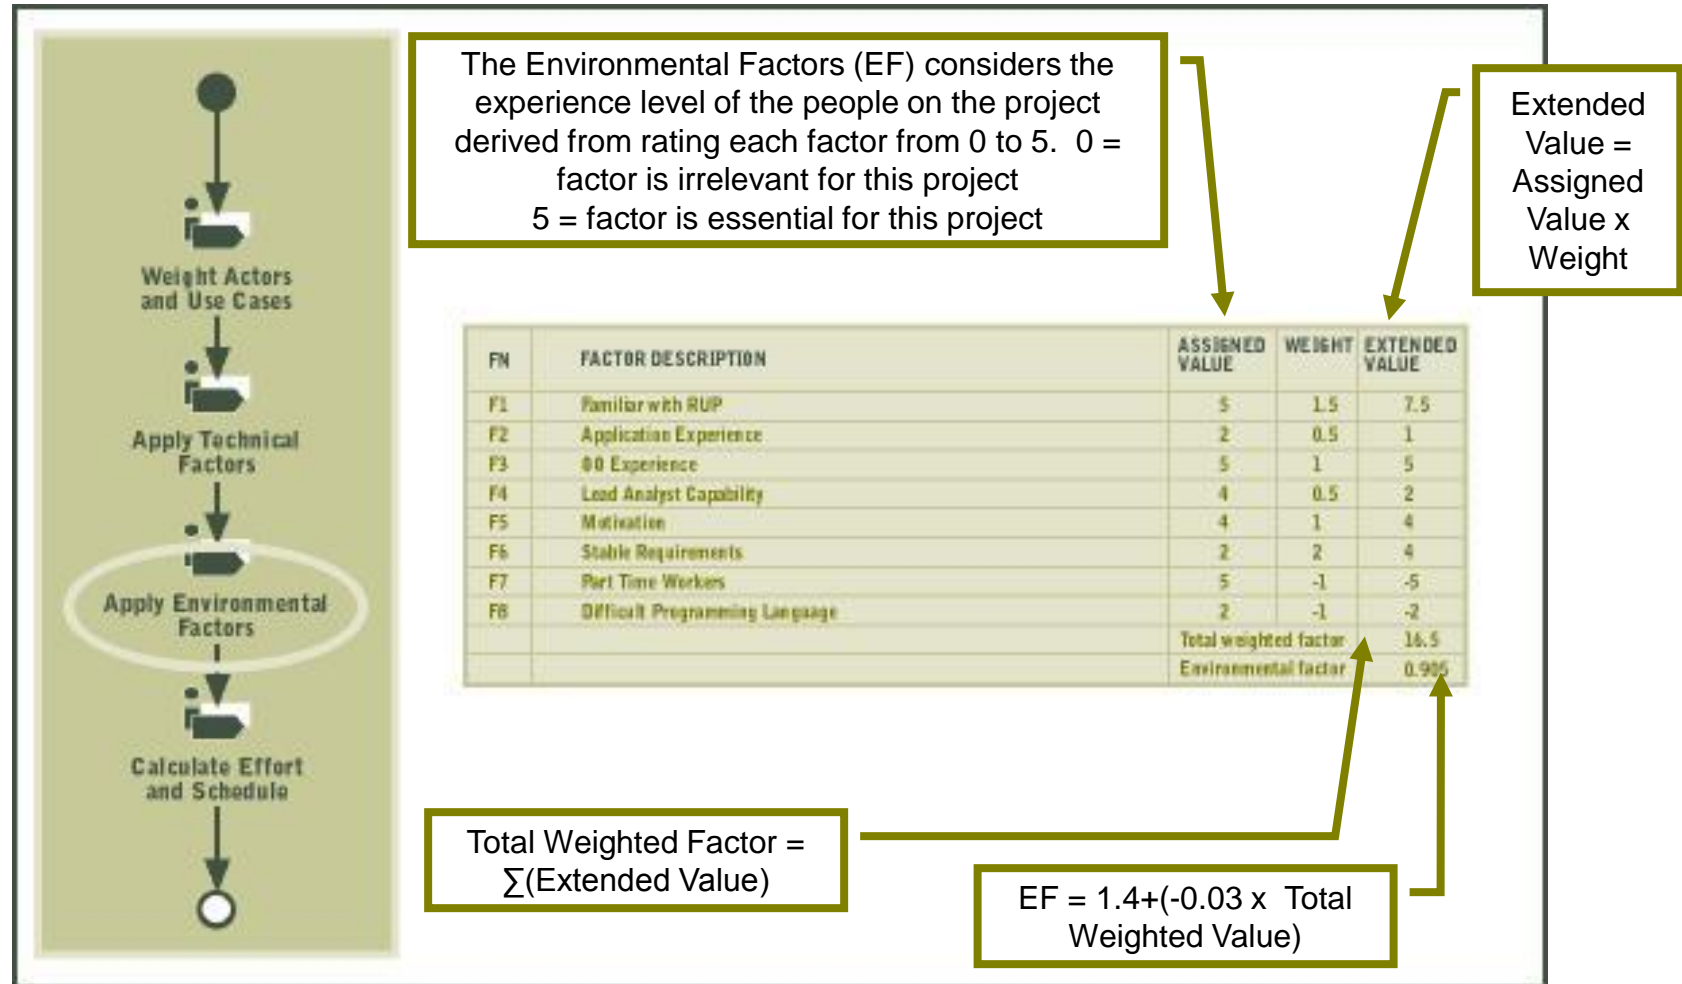 The Environmental Factors (EF) considers the
experience level of the people on the project
derived from rating each factor from 0 to 5.  0 =
factor is irrelevant for this project
5 = factor is essential for this project
Extended
Value =
Assigned
Value x
Weight
Weight Actors
and Use Cases
Apply Technical
Factors
Apply Environmental
Factors
Calculate Effort
and Schedule
FN FACTOR DESCRIPTION ASSIGNED VALUE WEIGHT EXTENDED VALUE
F1 Familiar with RUP 5 1.5 7.5
F2 Application Experience 2 0.5 1
F3 OO Experience 5 1 5
F4 Lead Analyst Capability 4 0.5 2
F5 Motivation 4 1 4
F6 Stable Requirements 2 2 4
F7 Part Time Workers 5 -1 -5
F8 Difficult Programming Language 2 -1 -2
Total weighted factor 16.5
Environmental factor 0.905
Total Weighted Factor =
∑(Extended Value)
EF = 1.4+(-0.03 x  Total
Weighted Value)